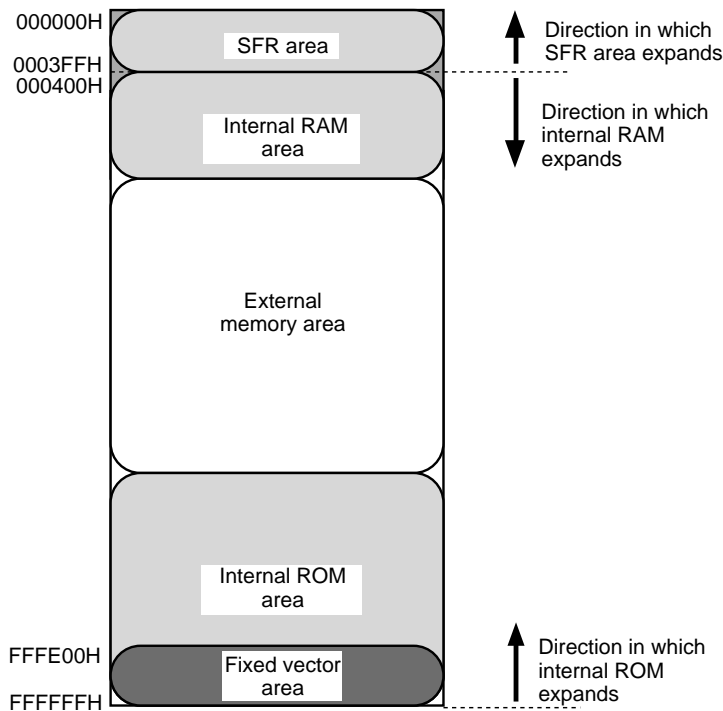 000000H
SFR area
Direction in which
SFR area expands
0003FFH
000400H
Internal RAM
area
Direction in which
internal RAM
expands
External
memory area
Internal ROM
area
FFFE00H
Fixed vector
area
FFFFFFH
Direction in which
internal ROM
expands